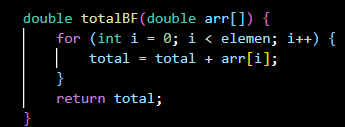 double totalBF(double arr[]) {
    for (int i = 0; i < elemen; i++) {
        total = total + arr[i];
    }
    return total;
}